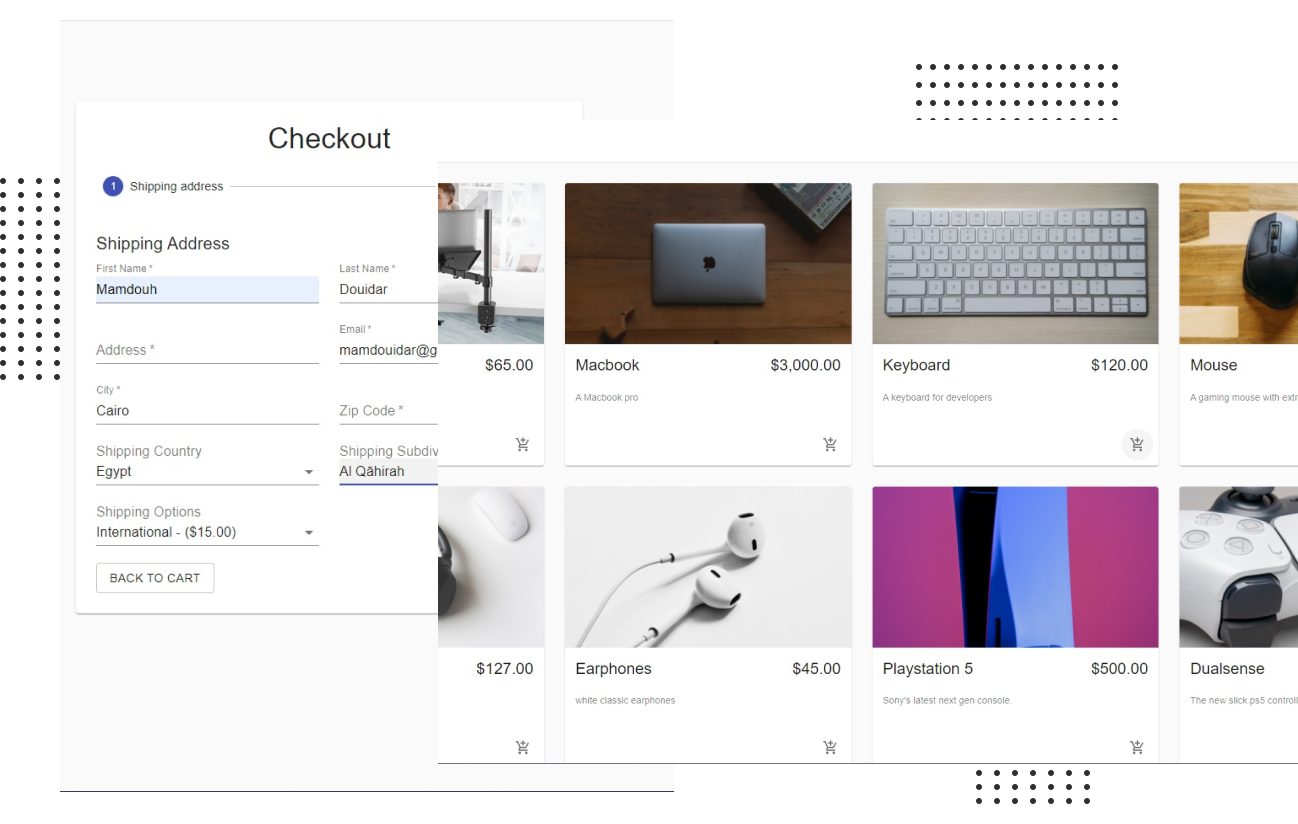 Checkout
1 Shipping address
Shipping Address
First Name *
Last Name *
Mamdouh
Douidar
Email *
Address *
mamdouidar@g
City *
Cairo
Zip Code *
Shipping Country
Shipping Subdiv
Egypt
Al Qāhirah
Shipping Options
International - ($15.00)
BACK TO CART
$65.00
Macbook
$3,000.00
Keyboard
$120.00
Mouse
A Macbook pro
A keyboard for developers
A gaming mouse with extr
$127.00
Earphones
$45.00
Playstation 5
$500.00
Dualsense
white classic earphones
Sony's latest next gen console.
The new slick ps5 controll